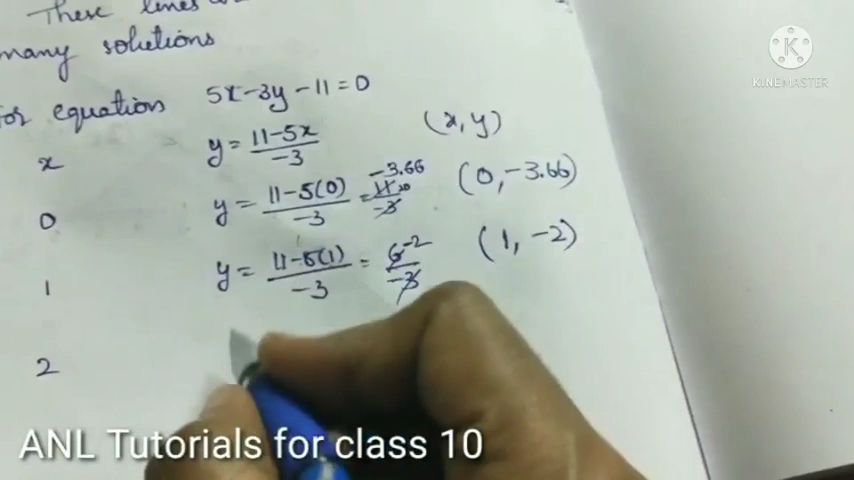 These lines
many solutions
for equations 5x-3y-11=0
x y = 11-5x / -3 (x, y)
0 y = 11-5(0) / -3 = 11 / -3 -3.66 (0, -3.66)
1 y = 11-5(1) / -3 = 6 / -3 -2 (1, -2)
2
ANL Tutorials for class 10
K
KINEMASTER